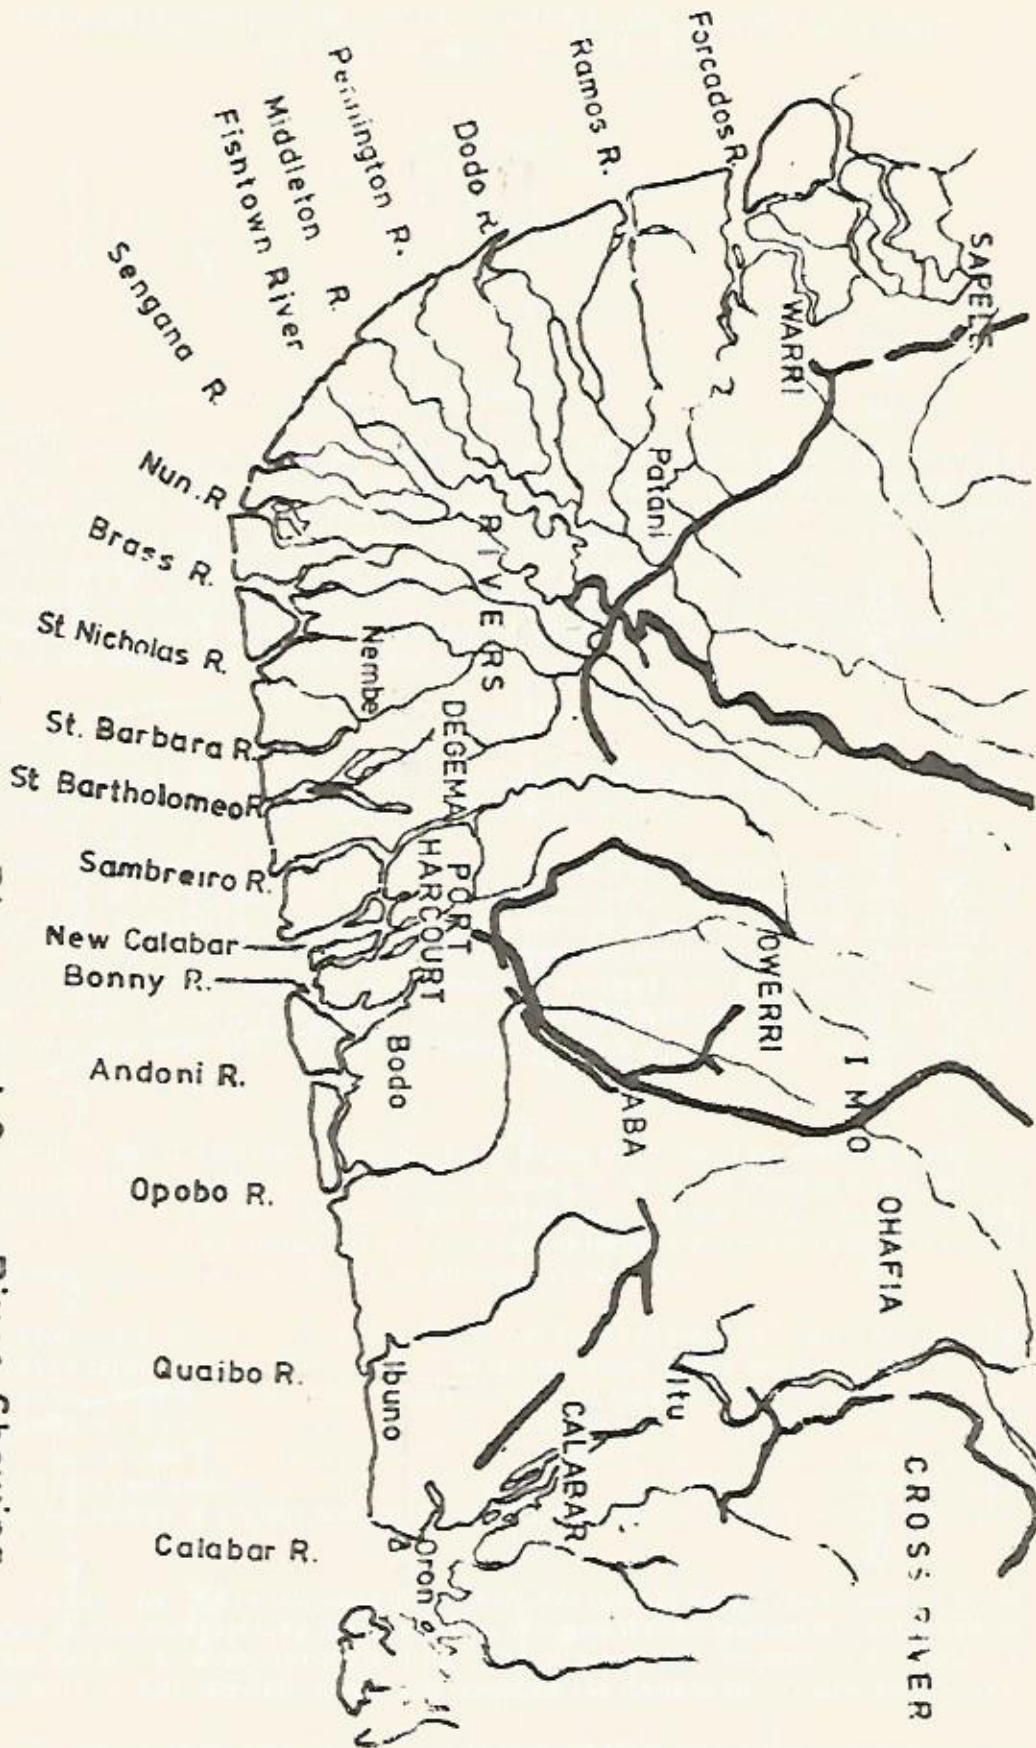 Forcados R.
Ramos R.
Dodo R.
Pennington R.
Middleton R.
Fishtown River
Sengana R.
Nun. R
Brass R.
St Nicholas R.
St. Barbara R.
St Bartholomeo R
Sambreiro R.
New Calabar
Bonny R.
Andoni R.
Opobo R.
Quaibo R.
Calabar R.
SAPELE
WARRI
2
Patani
RIVERS
Nembe
DEGEMA
PORT
HARCOURT
Bodo
OWERRI
IMO
ABA
OHAFIA
Itu
Ibuno
CALABAR
Oron
CROSS RIVER